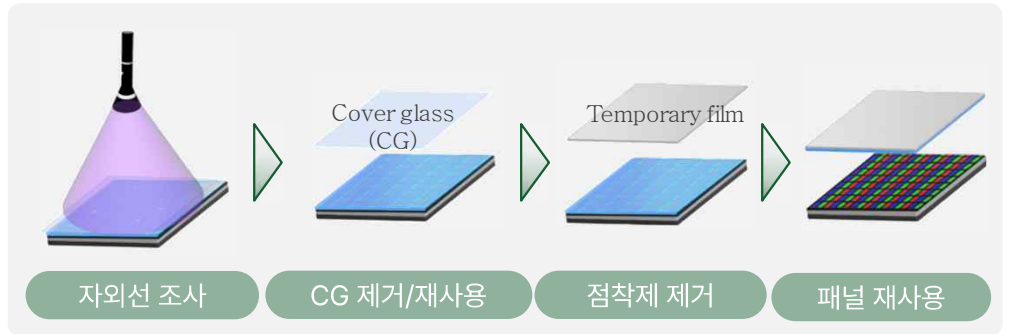 Cover glass
(CG)
Temporary film
자외선 조사
CG 제거/재사용
점착제 제거
패널 재사용